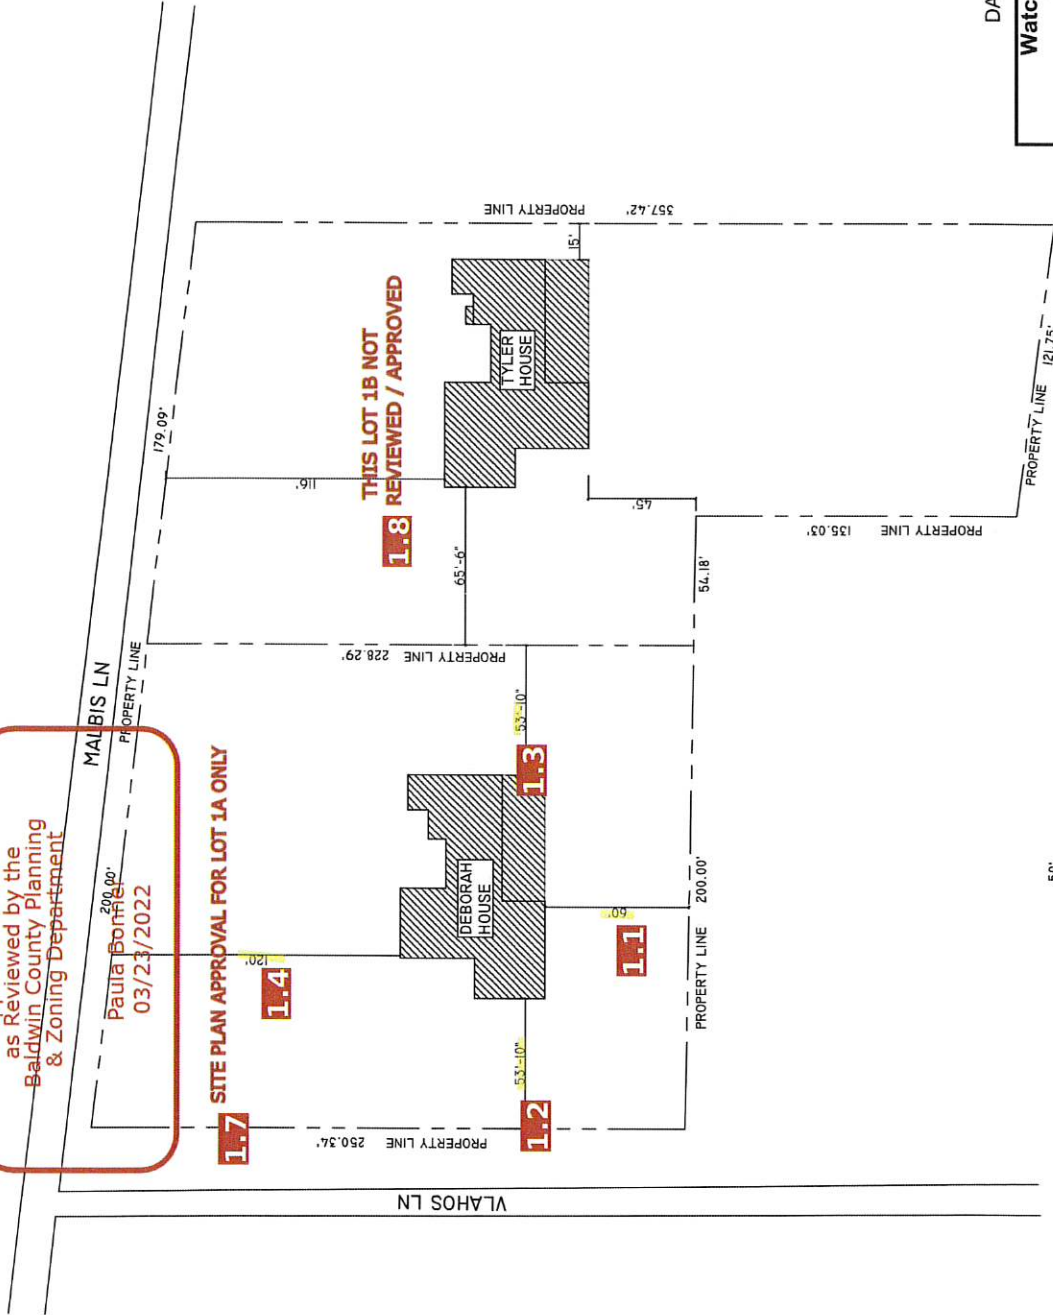 as Reviewed by the
Baldwin County Planning
& Zoning Department
Paula Bonner
03/23/2022
MALBIS LN
PROPERTY LINE
200.00'
179.09'
1.7 SITE PLAN APPROVAL FOR LOT 1A ONLY
1.4
120'
PROPERTY LINE 250.34'
VLAHOS LN
1.2
53'-10"
DEBORAH
HOUSE
1.3
53'-10"
1.1
60'
PROPERTY LINE 200.00'
PROPERTY LINE 228.29'
65'-6"
116'
1.8
THIS LOT 1B NOT
REVIEWED / APPROVED
TYLER
HOUSE
15'
PROPERTY LINE 357.42'
45'
54.18'
PROPERTY LINE 135.03'
PROPERTY LINE 121.75'
50'
DA
Watc